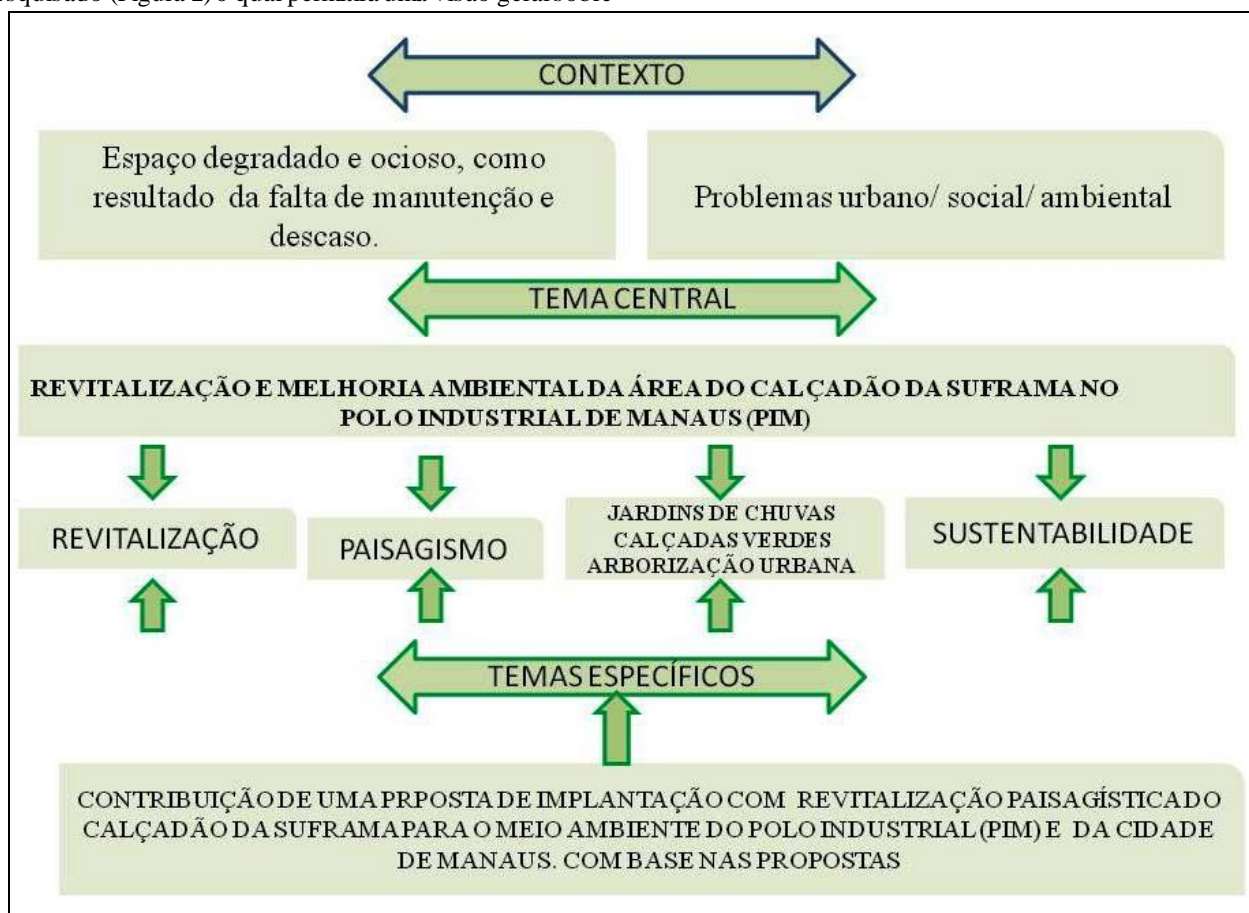 (Figura 2) o qual permitirá uma visão geral sobre
CONTEXTO
Espaço degradado e ocioso, como
resultado da falta de manutenção e
descaso.
Problemas urbano/ social/ ambiental
TEMA CENTRAL
REVITALIZAÇÃO E MELHORIA AMBIENTAL DA ÁREA DO CALÇADÃO DA SUFRAMA NO
POLO INDUSTRIAL DE MANAUS (PIM)
REVITALIZAÇÃO
PAISAGISMO
JARDINS DE CHUVAS
CALÇADAS VERDES
ARBORIZAÇÃO URBANA
SUSTENTABILIDADE
TEMAS ESPECÍFICOS
CONTRIBUIÇÃO DE UMA PRPOSTA DE IMPLANTAÇÃO COM REVITALIZAÇÃO PAISAGÍSTICA DO
CALÇADÃO DA SUFRAMA PARA O MEIO AMBIENTE DO POLO INDUSTRIAL (PIM) E DA CIDADE
DE MANAUS. COM BASE NAS PROPOSTAS